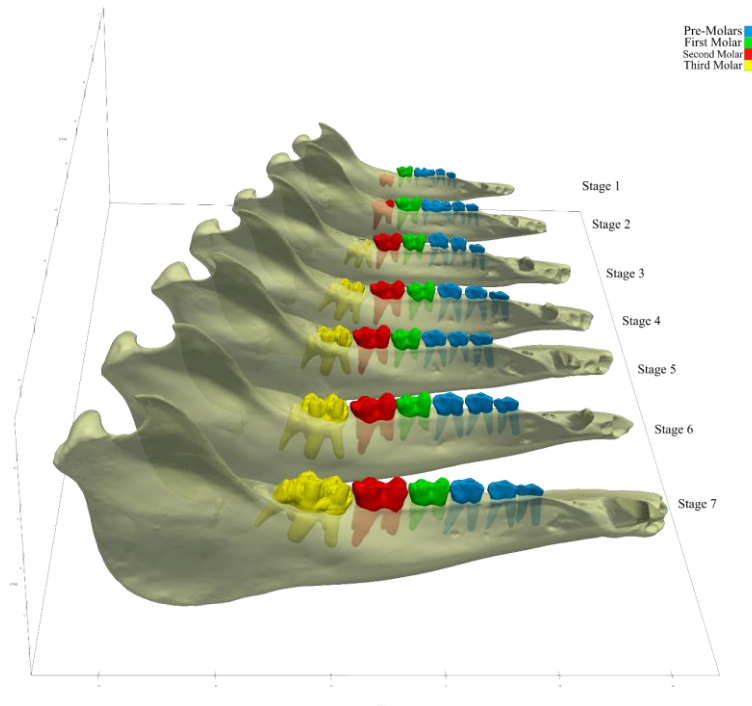 Pre-Molars
First Molar
Second Molar
Third Molar
Stage 1
Stage 2
Stage 3
Stage 4
Stage 5
Stage 6
Stage 7